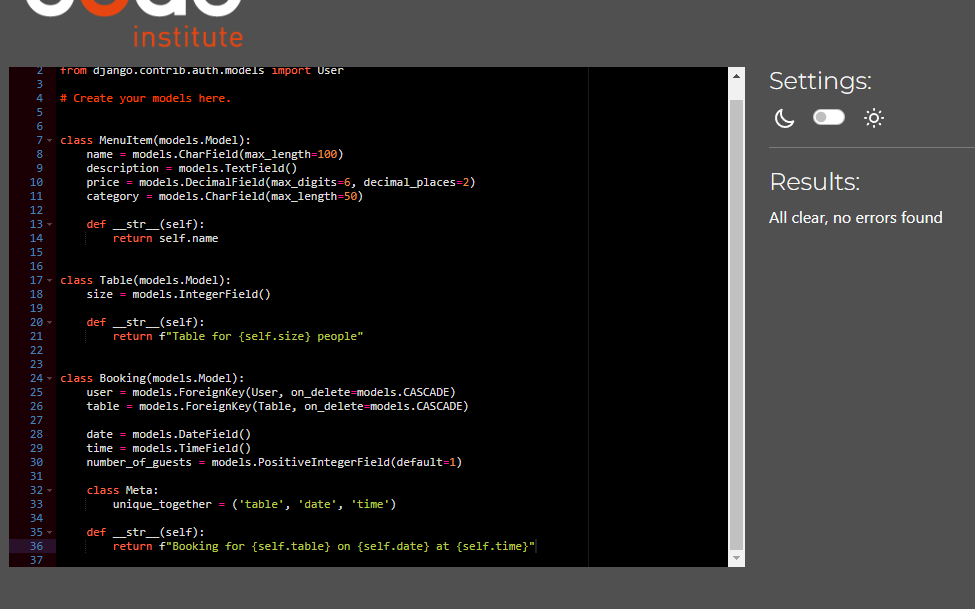 institute
2 from django.contrib.auth.models import User
3
4 # Create your models here.
5
6
7 class MenuItem(models.Model):
8     name = models.CharField(max_length=100)
9     description = models.TextField()
10     price = models.DecimalField(max_digits=6, decimal_places=2)
11     category = models.CharField(max_length=50)
12
13     def __str__(self):
14         return self.name
15
16
17 class Table(models.Model):
18     size = models.IntegerField()
19
20     def __str__(self):
21         return f"Table for {self.size} people"
22
23
24 class Booking(models.Model):
25     user = models.ForeignKey(User, on_delete=models.CASCADE)
26     table = models.ForeignKey(Table, on_delete=models.CASCADE)
27
28     date = models.DateField()
29     time = models.TimeField()
30     number_of_guests = models.PositiveIntegerField(default=1)
31
32     class Meta:
33         unique_together = ('table', 'date', 'time')
34
35     def __str__(self):
36         return f"Booking for {self.table} on {self.date} at {self.time}"
37
Settings:
Results:
All clear, no errors found